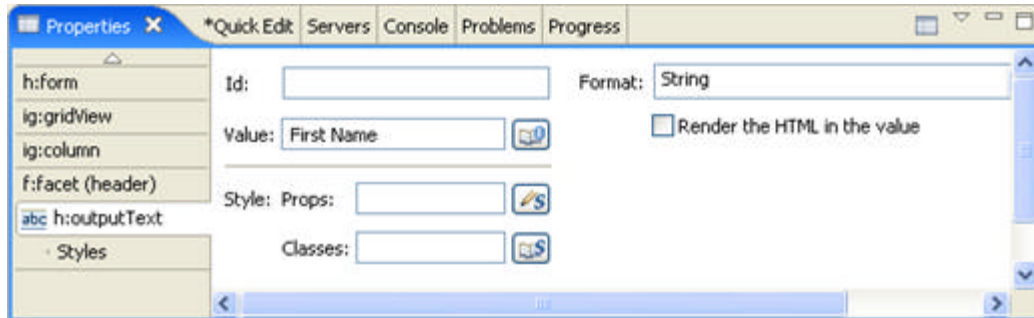 Properties *Quick Edit Servers Console Problems Progress
h:form
ig:gridView
ig:column
f:facet (header)
abc h:outputText
Styles
Id:
Value: First Name
Style: Props:
Classes:
Format: String
Render the HTML in the value